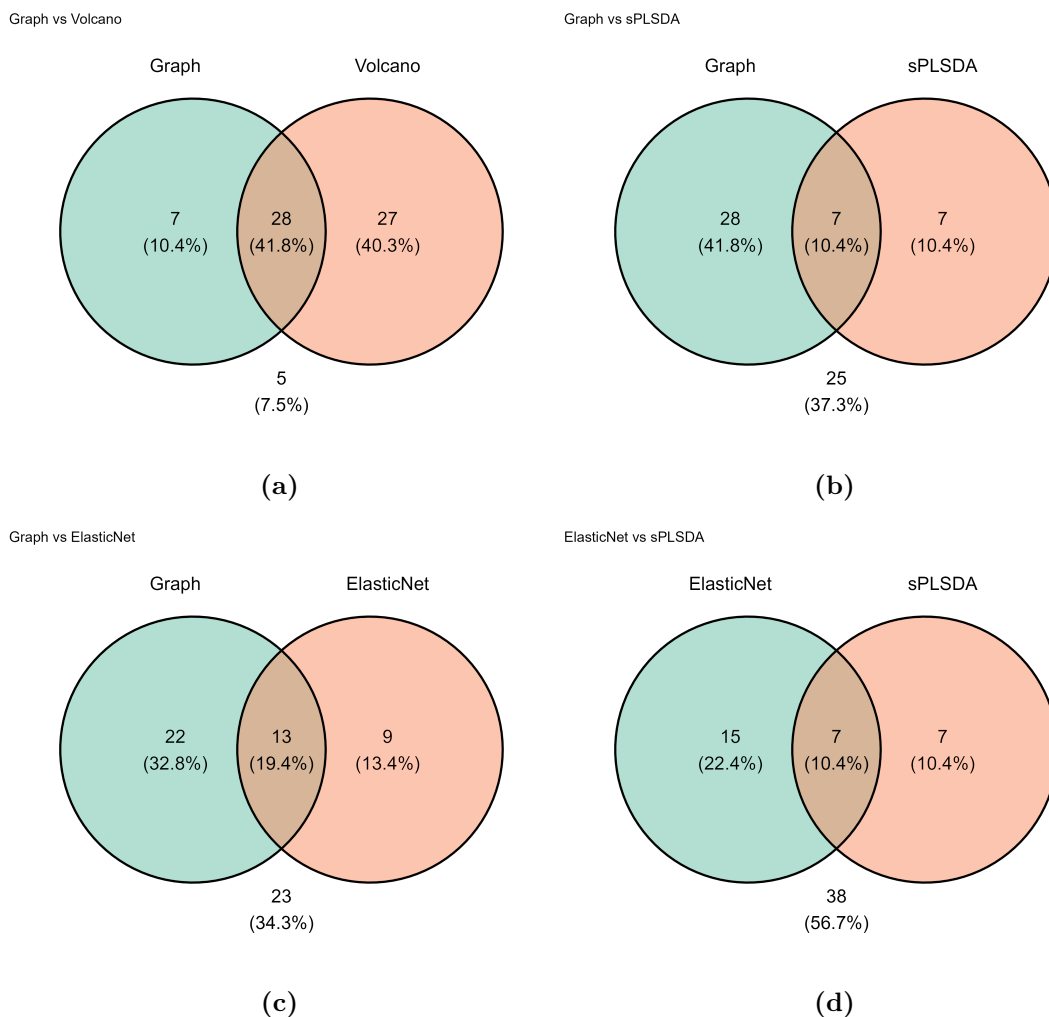 Graph vs Volcano
Graph Volcano
7 28 27
(10.4%) (41.8%) (40.3%)
5
(7.5%)
(a)
Graph vs sPLSDA
Graph sPLSDA
28 7 7
(41.8%) (10.4%) (10.4%)
25
(37.3%)
(b)
Graph vs ElasticNet
Graph ElasticNet
22 13 9
(32.8%) (19.4%) (13.4%)
23
(34.3%)
(c)
ElasticNet vs sPLSDA
ElasticNet sPLSDA
15 7 7
(22.4%) (10.4%) (10.4%)
38
(56.7%)
(d)